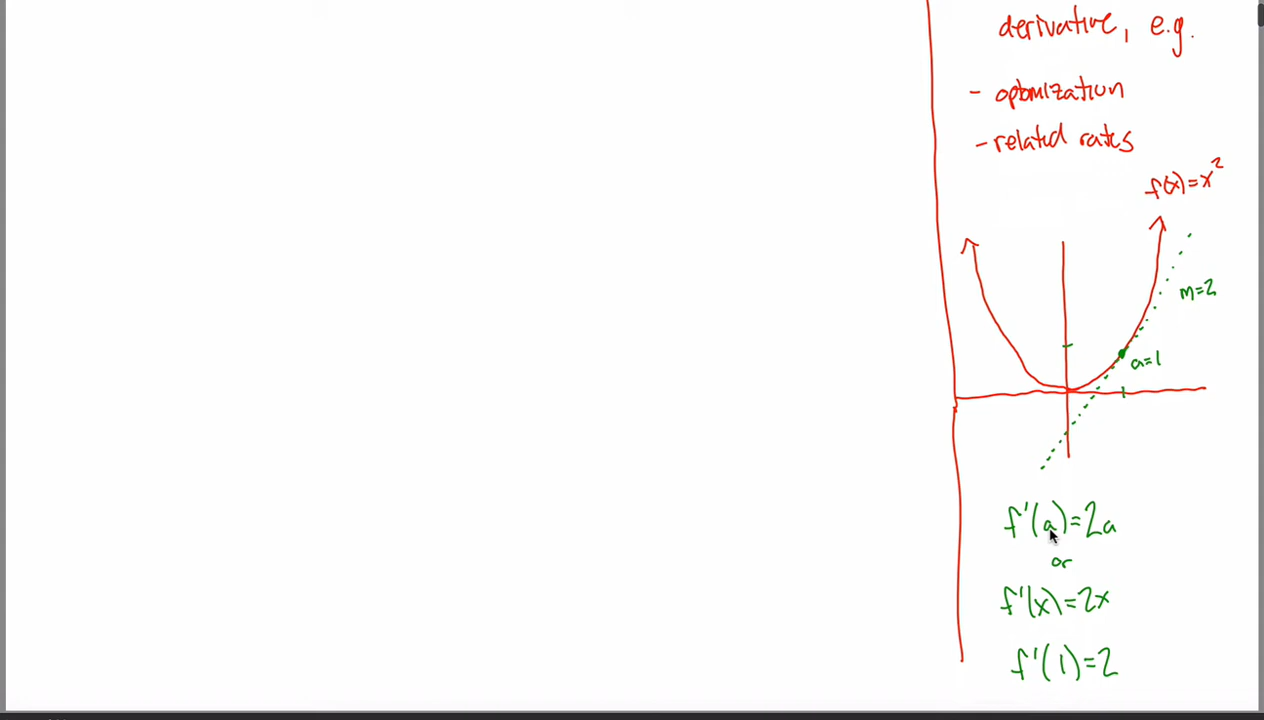 derivative, e.g.
- optimization
- related rates
f(x)=x²
m=2
a=1
f'(a)=2a
or
f'(x)=2x
f'(1)=2